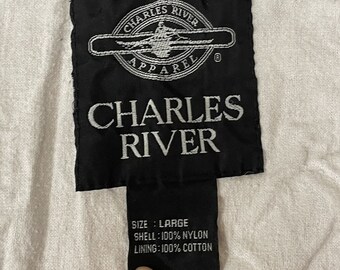 CHARLES RIVER
APPAREL
®
CHARLES
RIVER
SIZE : LARGE
SHELL: 100% NYLON
LINING: 100% COTTON